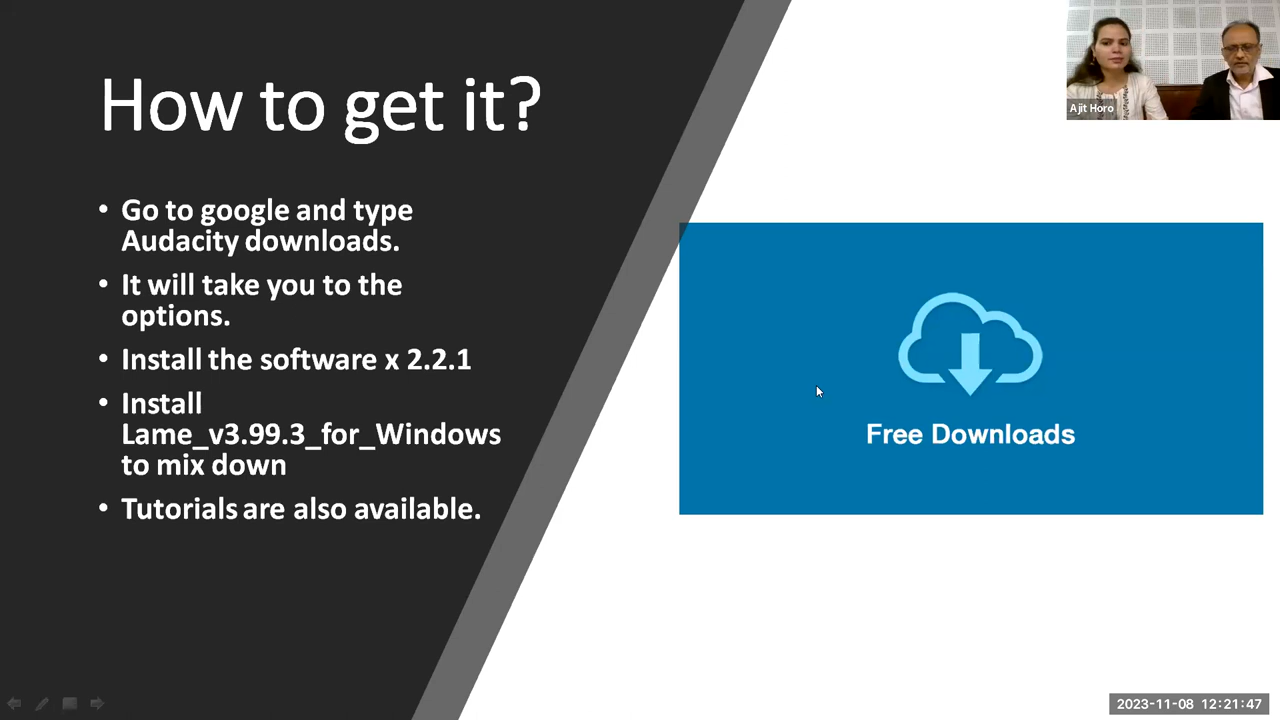 How to get it?
• Go to google and type
Audacity downloads.
• It will take you to the
options.
• Install the software x 2.2.1
• Install
Lame_v3.99.3_for_Windows
to mix down
• Tutorials are also available.
Free Downloads
Ajit Horo
2023-11-08 12:21:47